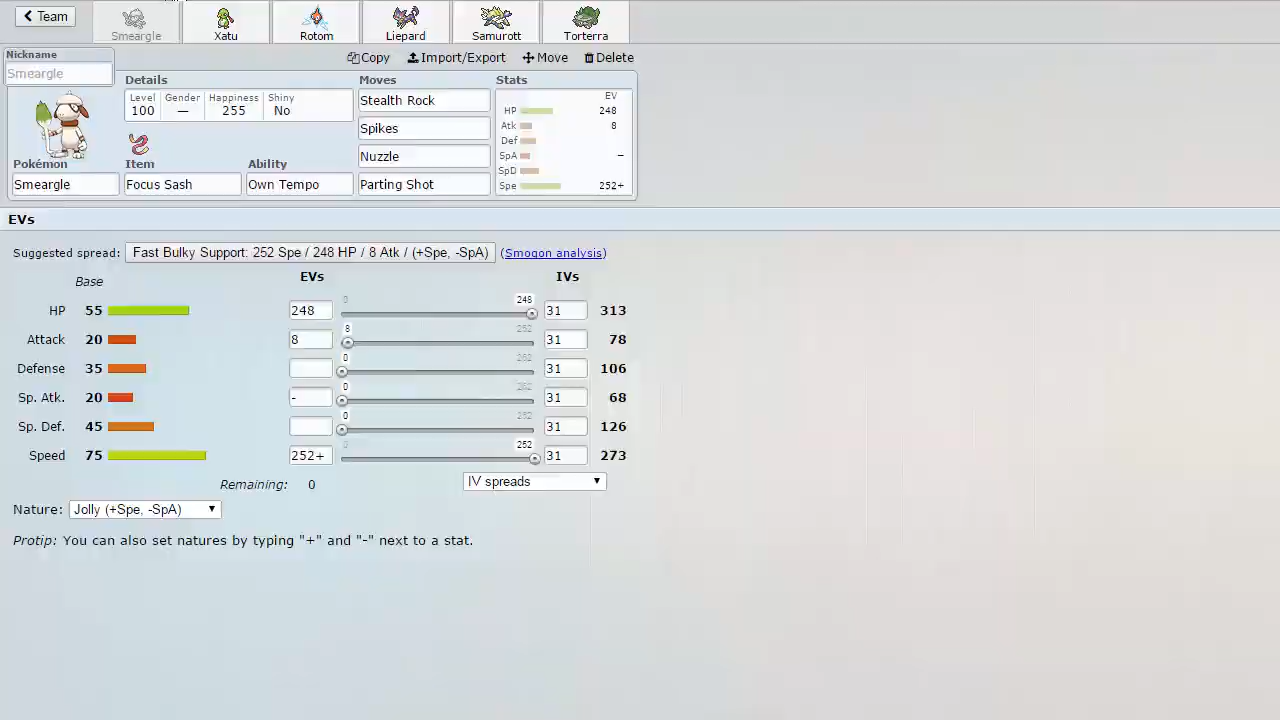 Team
Smeargle
Xatu
Rotom
Liepard
Samurott
Torterra
Nickname
Smeargle
Copy
Import/Export
Move
Delete
Details
Moves
Stats
Level
Gender
Happiness
Shiny
100
—
255
No
Stealth Rock
Spikes
Nuzzle
Parting Shot
EV
HP 248
Atk 8
Def
SpA –
SpD
Spe 252+
Pokémon
Item
Ability
Smeargle
Focus Sash
Own Tempo
EVs
Suggested spread: Fast Bulky Support: 252 Spe / 248 HP / 8 Atk / (+Spe, -SpA) (Smogon analysis)
Base EVs IVs
0 248
HP 55 248 31 313
8 252
Attack 20 8 31 78
0 252
Defense 35 31 106
0 252
Sp. Atk. 20 - 31 68
0 252
Sp. Def. 45 31 126
0 252
Speed 75 252+ 31 273
Remaining: 0 IV spreads
Nature: Jolly (+Spe, -SpA)
Protip: You can also set natures by typing "+" and "-" next to a stat.